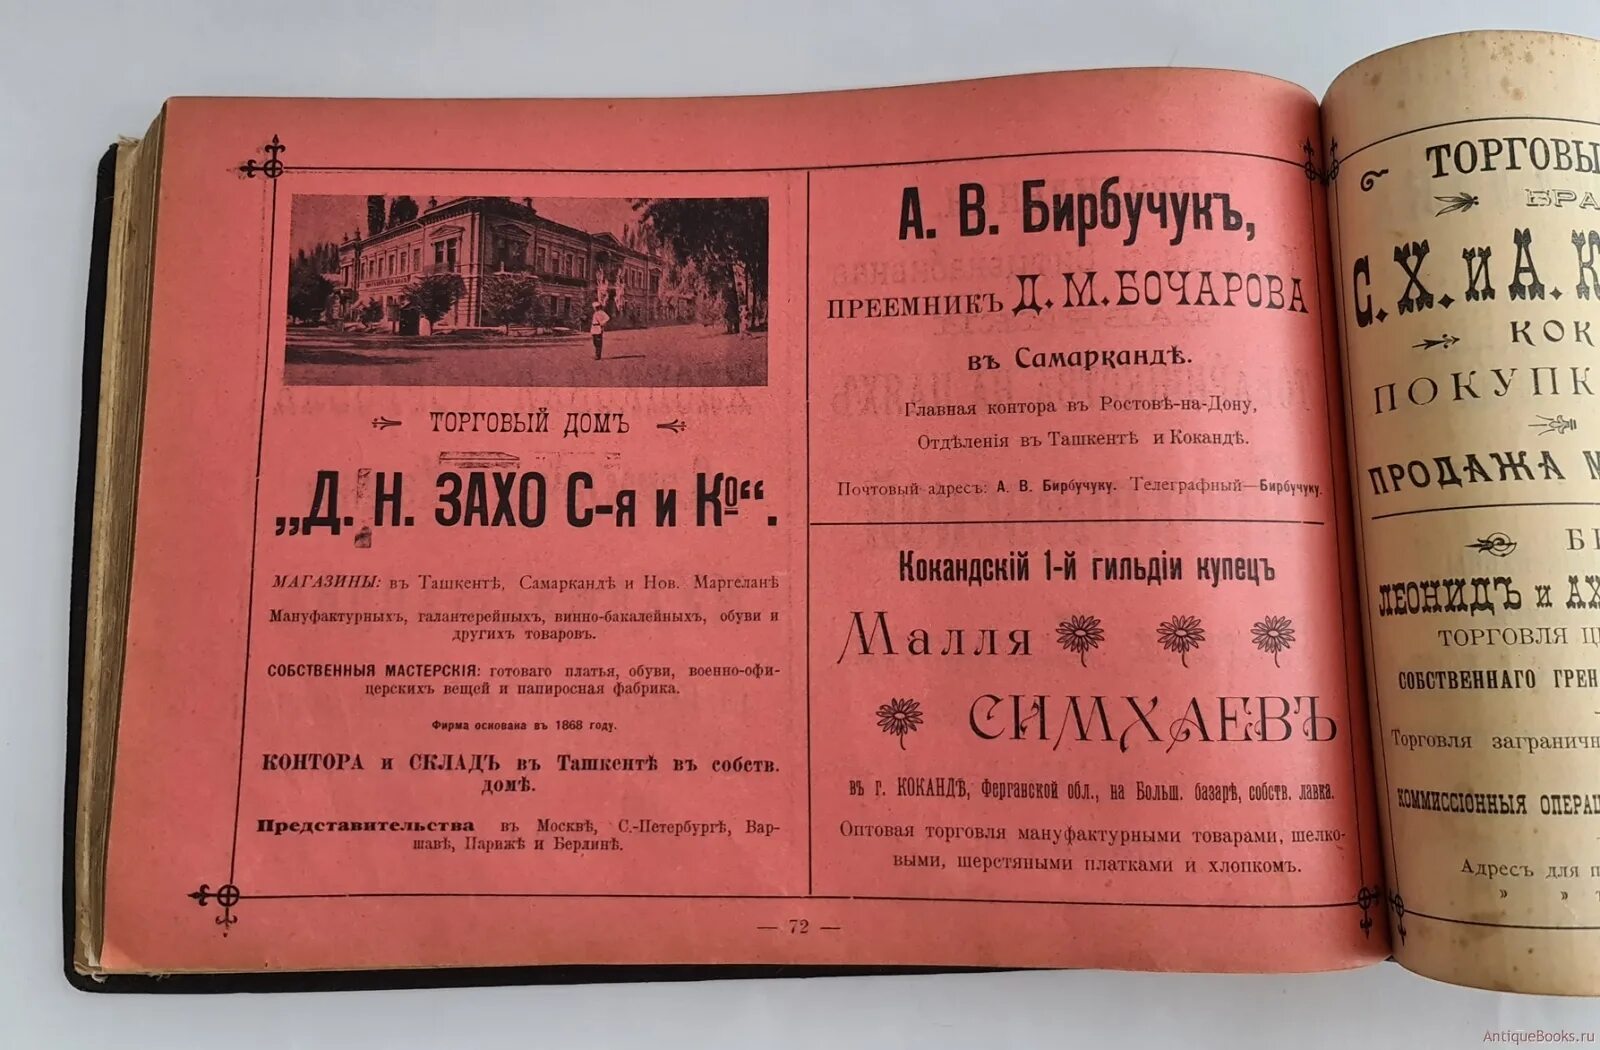 ТОРГОВЫЙ ДОМЪ
„Д. Н. ЗАХО С-я и Ко“.
МАГАЗИНЫ: въ Ташкентѣ, Самаркандѣ и Нов. Маргеланѣ
Мануфактурныхъ, галантерейныхъ, винно-бакалейныхъ, обуви и
другихъ товаровъ.
СОБСТВЕННЫЯ МАСТЕРСКІЯ: готоваго платья, обуви, военно-офи-
церскихъ вещей и папиросная фабрика.
Фирма основана въ 1868 году.
КОНТОРА и СКЛАДЪ въ Ташкентѣ въ собств.
домѣ.
Представительства въ Москвѣ, С.-Петербургѣ, Вар-
шавѣ, Парижѣ и Берлинѣ.
А. В. Бирбучукъ,
ПРЕЕМНИКЪ Д. М. БОЧАРОВА
въ Самаркандѣ.
Главная контора въ Ростовѣ-на-Дону,
Отдѣленія въ Ташкентѣ и Кокандѣ.
Почтовый адресъ: А. В. Бирбучуку. Телеграфный—Бирбучуку.
Кокандскій 1-й гильдіи купецъ
Малля
СИМХАЕВЪ
въ г. КОКАНДѢ, Ферганской обл., на Больш. базарѣ, собств. лавка.
Оптовая торговля мануфактурными товарами, шелко-
выми, шерстяными платками и хлопкомъ.
— 72 —
ТОРГОВЫ
БРА
С. Х. и А. К
КОК
ПОКУПК
ПРОДАЖА М
БР
ЛЕОНИДЪ и АХ
ТОРГОВЛЯ Ц
СОБСТВЕННАГО ГРЕН
Торговля заграничн
КОММИССІОННЫЯ ОПЕРАЦ
Адресъ для п
» » т
AntiqueBooks.ru